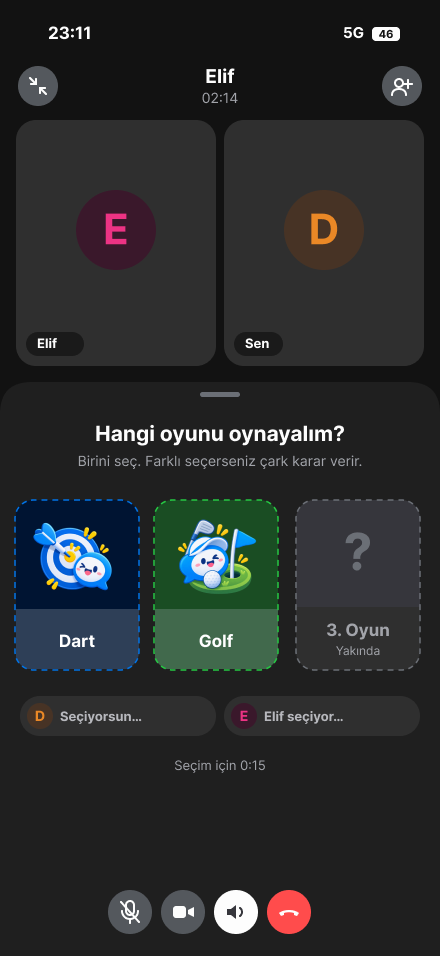 23:11
5G 46
Elif
02:14
E
D
Elif
Sen
Hangi oyunu oynayalım?
Birini seç. Farklı seçerseniz çark karar verir.
?
Dart
Golf
3. Oyun
Yakında
D Seçiyorsun...
E Elif seçiyor...
Seçim için 0:15